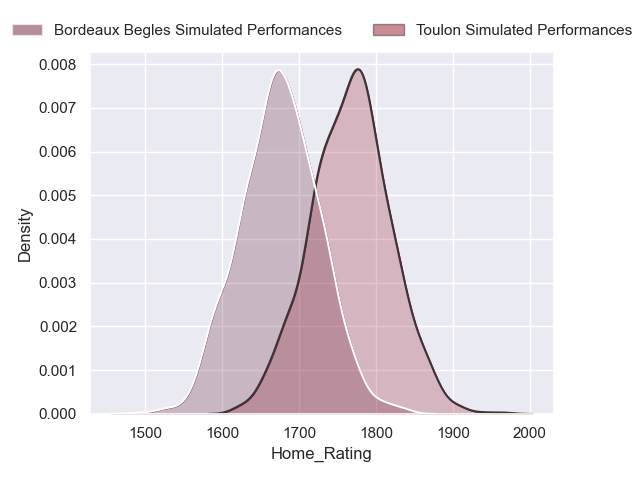 Bordeaux Begles Simulated Performances Toulon Simulated Performances
0.008
0.007
0.006
0.005
0.004
0.003
0.002
0.001
0.000
Density
1500 1600 1700 1800 1900 2000
Home_Rating